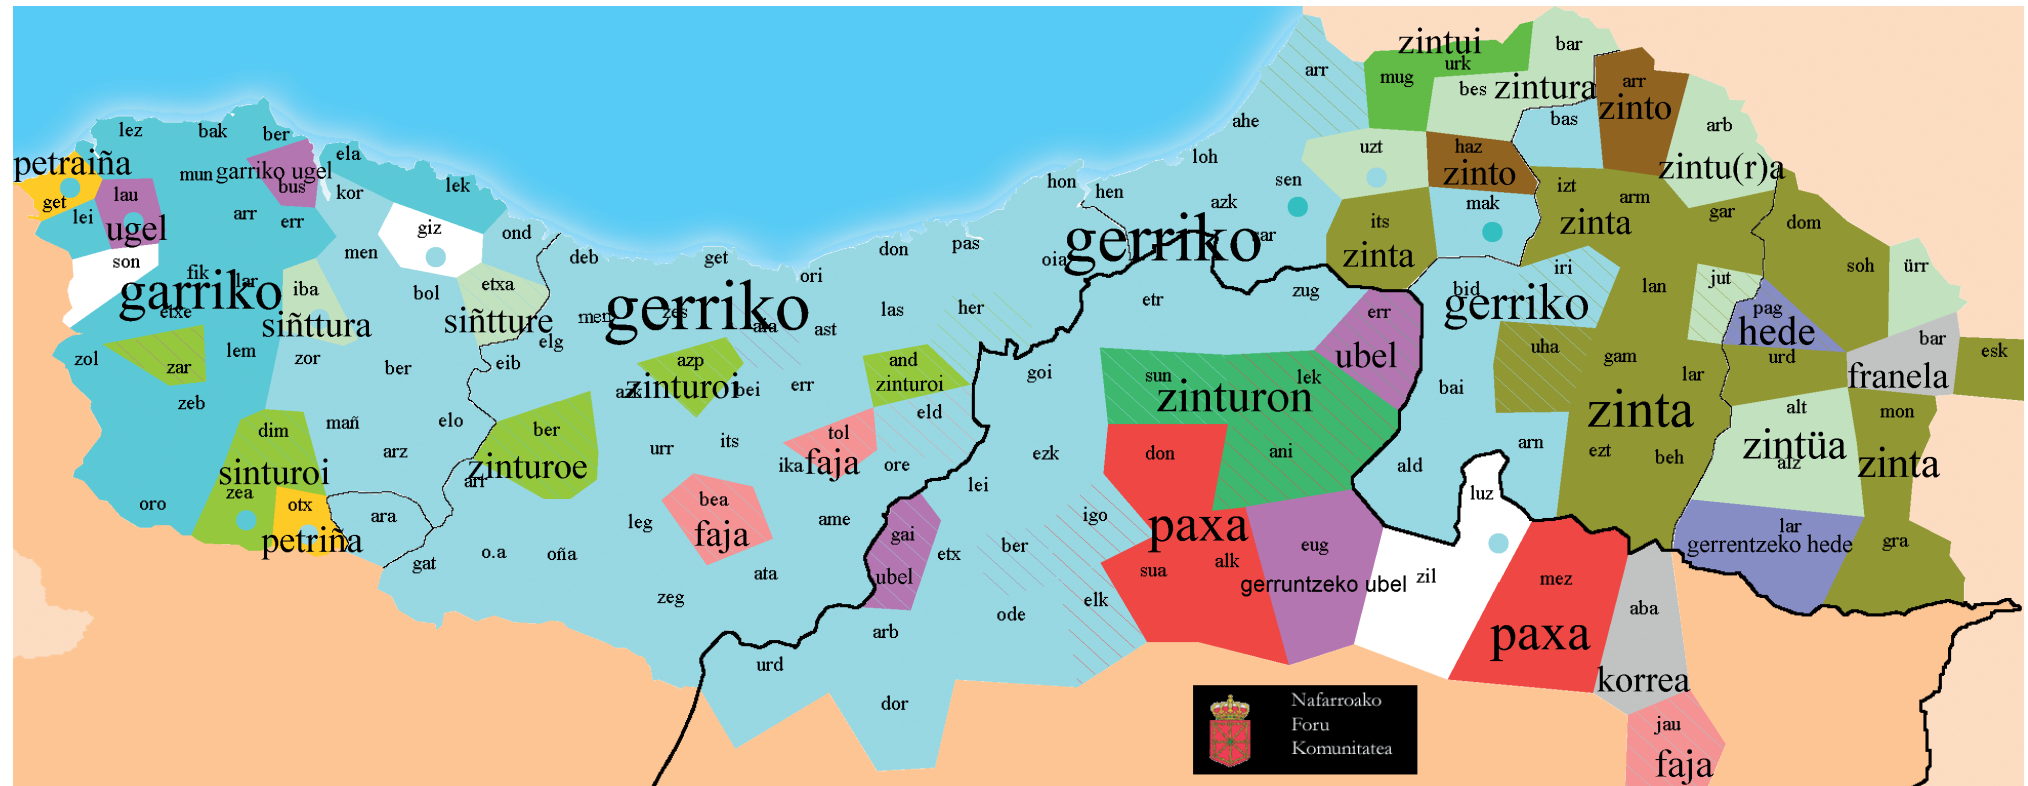 zintui
bar
urk
mug
bes
zintura
arr
arr
zinto
bas
arb
ahe
lez
bak
ber
ela
petraiña
mun
garriko ugel
bus
lau
get
lei
ugel
arr
err
kor
lek
loh
hon
hen
sen
azk
sar
uzt
haz
zinto
mak
izt
arm
zintu(r)a
zinta
gar
dom
son
fik
lar
garriko
etxe
men
giz
ond
iba
siñttura
bol
etxa
siñtture
elg
deb
get
ori
don
pas
oia
gerriko
its
zinta
soh
ürr
men
gerriko
zes
ala
ast
las
her
etr
zug
bid
iri
gerriko
lan
jut
pag
hede
err
ubel
zol
zar
lem
zor
ber
eib
zeb
azp
azk
zinturoi
bei
err
and
zinturoi
goi
sun
lek
zinturon
bai
uha
gam
lar
zinta
urd
bar
franela
esk
dim
sinturoi
zea
mañ
arz
elo
ber
zinturoe
ari
urr
its
tol
ika
faja
eld
ore
ezk
don
ani
ald
arn
ezt
beh
alt
zintüa
alz
mon
zinta
oro
otx
petriña
ara
gat
o.a
oña
leg
bea
faja
ame
lei
gai
ubel
etx
ber
igo
paxa
sua
alk
eug
gerruntzeko ubel
luz
zil
mez
paxa
aba
korrea
lar
gerrentzeko hede
gra
ata
zeg
arb
ode
elk
urd
dor
jau
faja
Nafarroako
Foru
Komunitatea